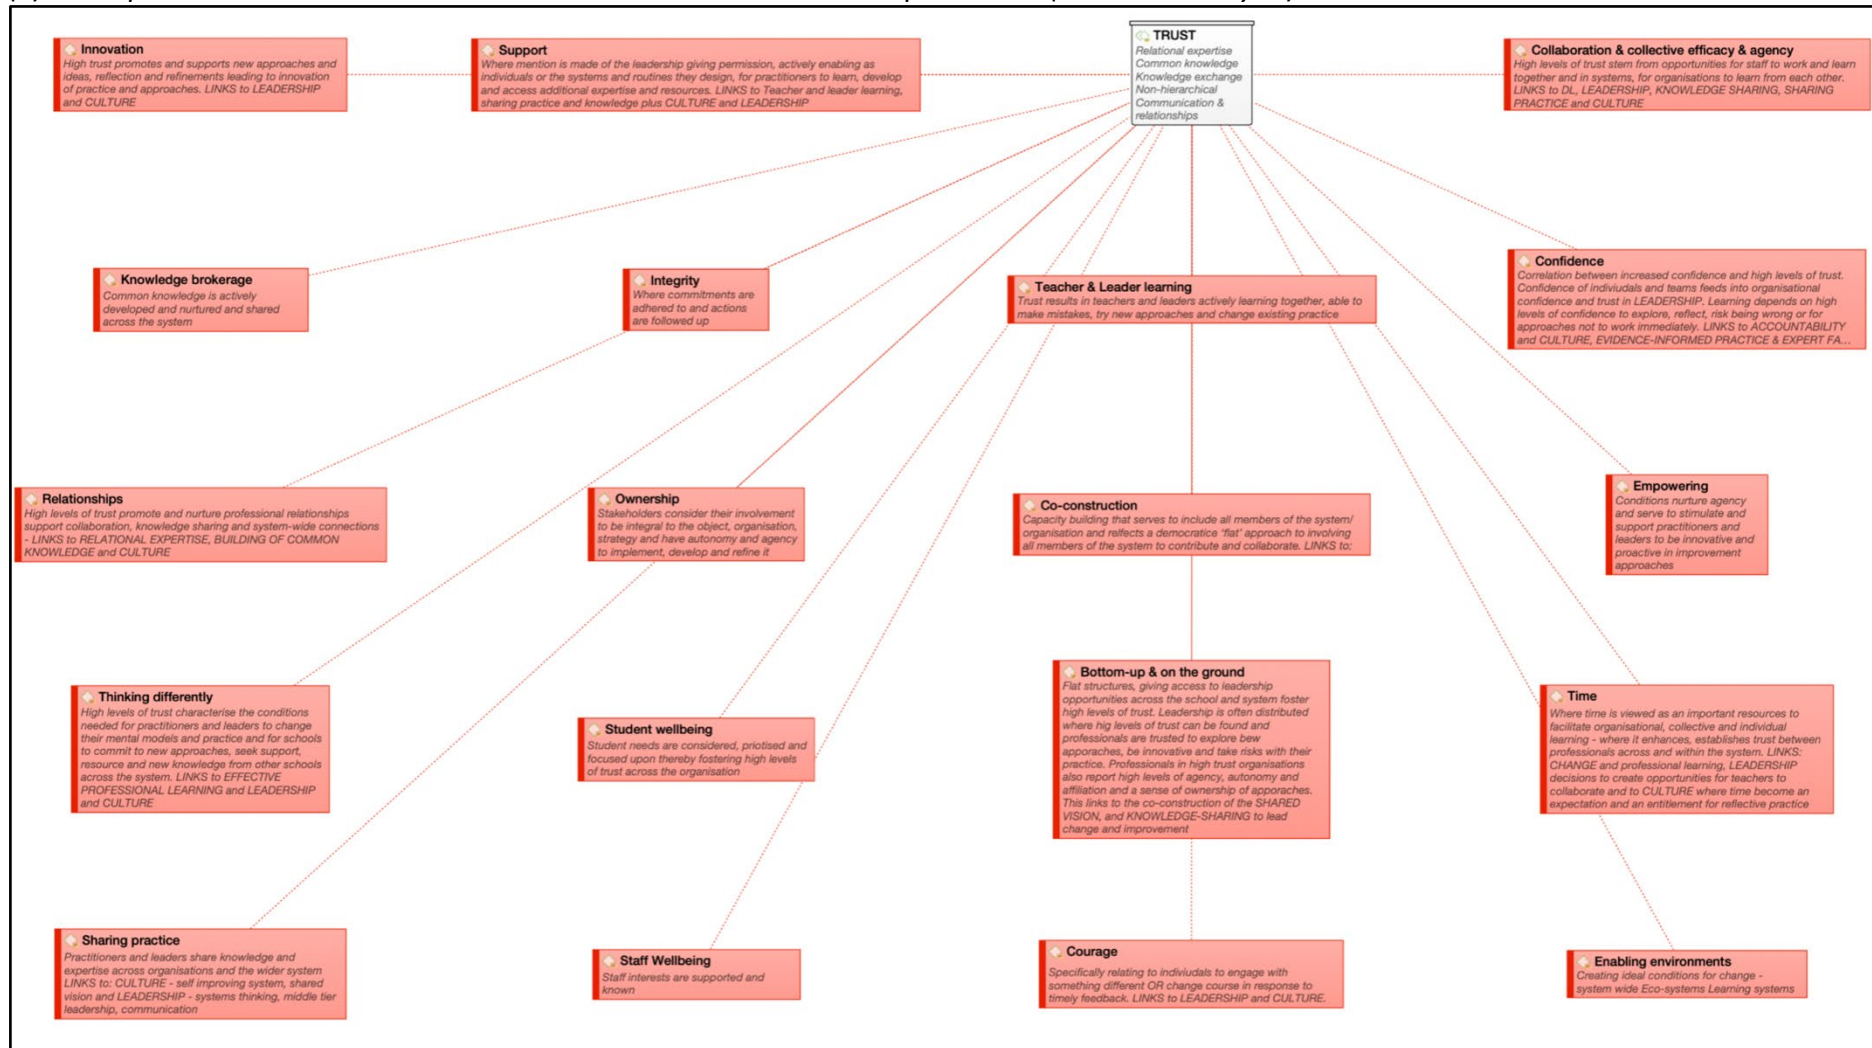 Innovation
High trust promotes and supports new approaches and
ideas, reflection and refinements leading to innovation
of practice and approaches. LINKS to LEADERSHIP
and CULTURE
Support
Where mention is made of the leadership giving permission, actively enabling as
individuals or the systems and routines they design, for practitioners to learn, develop
and access additional expertise and resources. LINKS to Teacher and leader learning,
sharing practice and knowledge plus CULTURE and LEADERSHIP
TRUST
Relational expertise
Common knowledge
Knowledge exchange
Non-hierarchical
Communication &
relationships
Collaboration & collective efficacy & agency
High levels of trust stem from opportunities for staff to work and learn
together and in systems, for organisations to learn from each other.
LINKS to DL, LEADERSHIP, KNOWLEDGE SHARING, SHARING
PRACTICE and CULTURE
Knowledge brokerage
Common knowledge is actively
developed and nurtured and shared
across the system
Integrity
Where commitments are
adhered to and actions
are followed up
Teacher & Leader learning
Trust results in teachers and leaders actively learning together, able to
make mistakes, try new approaches and change existing practice
Confidence
Correlation between increased confidence and high levels of trust.
Confidence of indiviudals and teams feeds into organisational
confidence and trust in LEADERSHIP. Learning depends on high
levels of confidence to explore, reflect, risk being wrong or for
approaches not to work immediately. LINKS to ACCOUNTABILITY
and CULTURE, EVIDENCE-INFORMED PRACTICE & EXPERT FA...
Relationships
High levels of trust promote and nurture professional relationships
support collaboration, knowledge sharing and system-wide connections
- LINKS to RELATIONAL EXPERTISE, BUILDING OF COMMON
KNOWLEDGE and CULTURE
Ownership
Stakeholders consider their involvement
to be integral to the object, organisation,
strategy and have autonomy and agency
to implement, develop and refine it
Co-construction
Capacity building that serves to include all members of the system/
organisation and relfects a democratice 'flat' approach to involving
all members of the system to contribute and collaborate. LINKS to:
Empowering
Conditions nurture agency
and serve to stimulate and
support practitioners and
leaders to be innovative and
proactive in improvement
approaches
Thinking differently
High levels of trust characterise the conditions
needed for practitioners and leaders to change
their mental models and practice and for schools
to commit to new approaches, seek support,
resource and new knowledge from other schools
across the system. LINKS to EFFECTIVE
PROFESSIONAL LEARNING and LEADERSHIP
and CULTURE
Student wellbeing
Student needs are considered, priotised and
focused upon thereby fostering high levels
of trust across the organisation
Bottom-up & on the ground
Flat structures, giving access to leadership
opportunities across the school and system foster
high levels of trust. Leadership is often distributed
where hig levels of trust can be found and
professionals are trusted to explore bew
apporaches, be innovative and take risks with their
practice. Professionals in high trust organisations
also report high levels of agency, autonomy and
affiliation and a sense of ownership of apporaches.
This links to the co-construction of the SHARED
VISION, and KNOWLEDGE-SHARING to lead
change and improvement
Time
Where time is viewed as an important resources to
facilitate organisational, collective and individual
learning - where it enhances, establishes trust between
professionals across and within the system. LINKS:
CHANGE and professional learning, LEADERSHIP
decisions to create opportunities for teachers to
collaborate and to CULTURE where time become an
expectation and an entitlement for reflective practice
Sharing practice
Practitioners and leaders share knowledge and
expertise across organisations and the wider system
LINKS to: CULTURE - self improving system, shared
vision and LEADERSHIP - systems thinking, middle tier
leadership, communication
Staff Wellbeing
Staff interests are supported and
known
Courage
Specifically relating to indiviudals to engage with
something different OR change course in response to
timely feedback. LINKS to LEADERSHIP and CULTURE.
Enabling environments
Creating ideal conditions for change -
system wide Eco-systems Learning systems